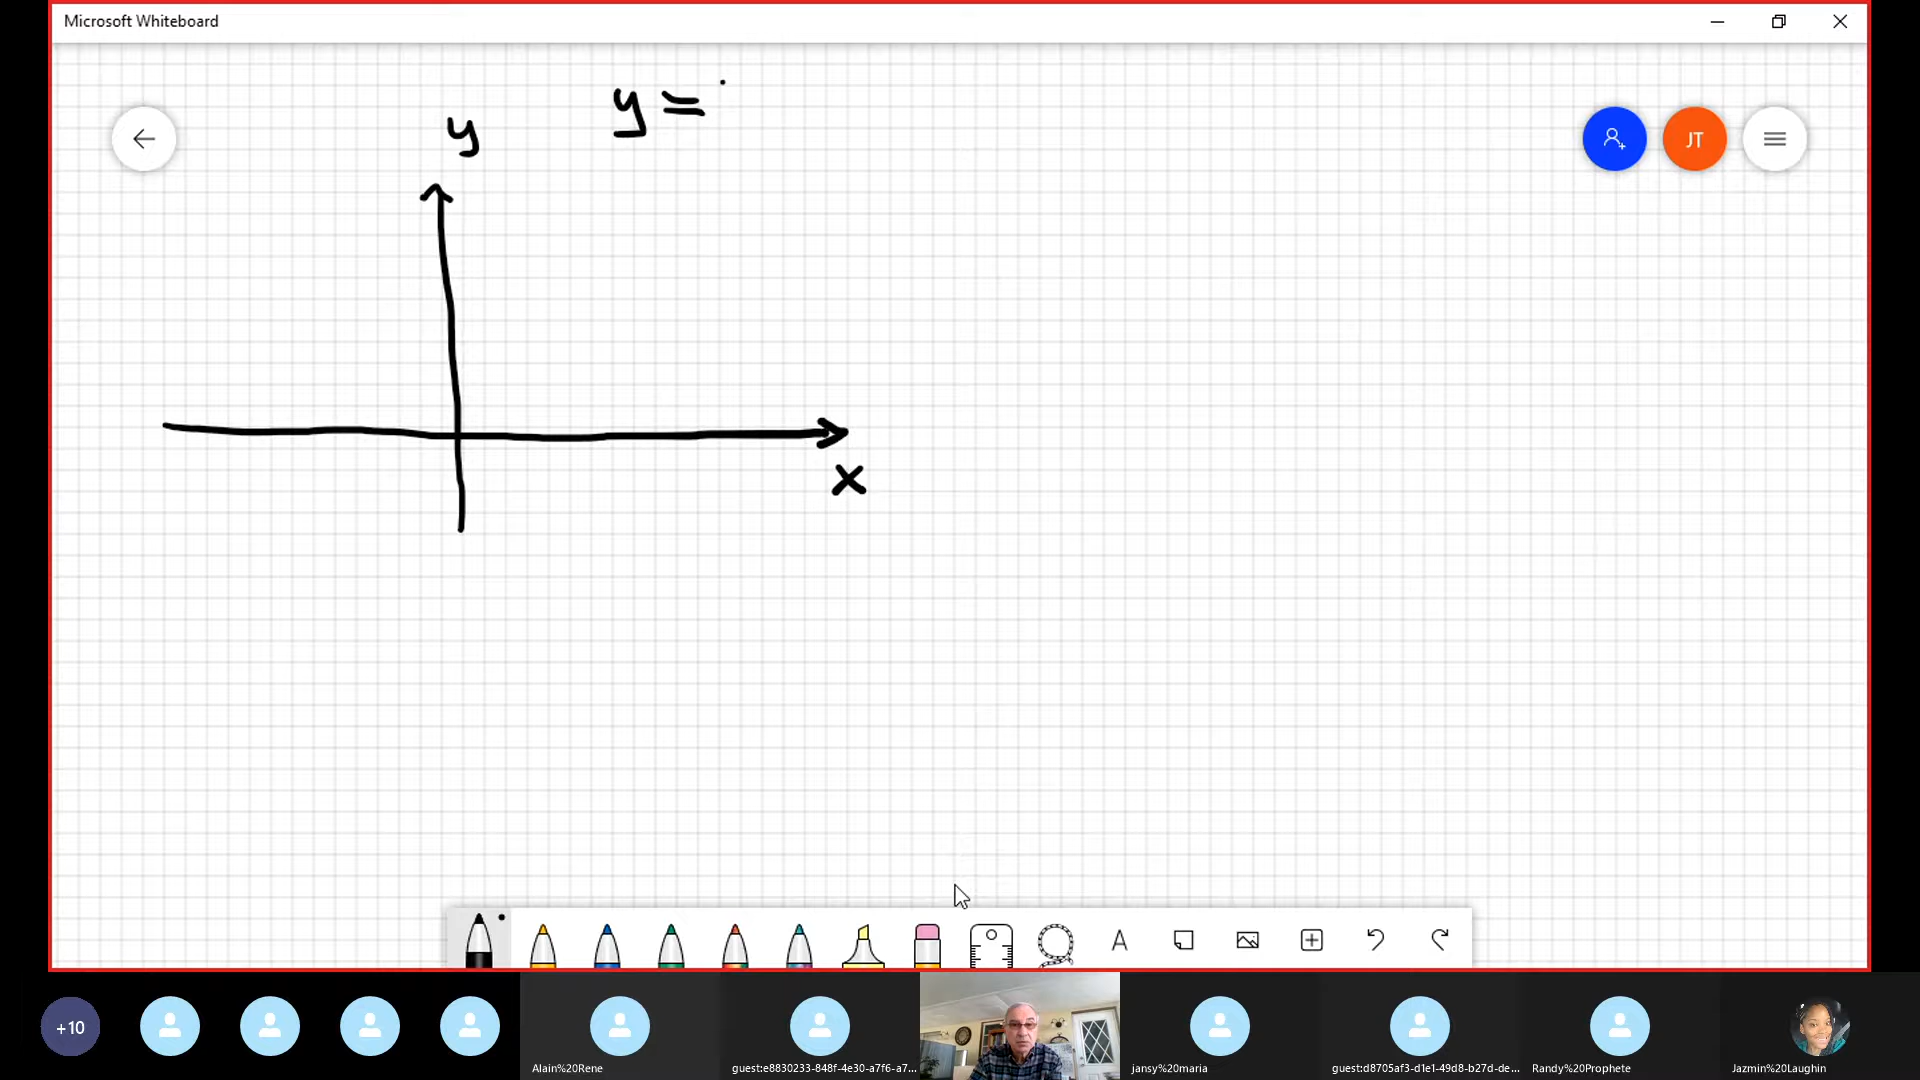 Microsoft Whiteboard
y =
y
JT
x
A
+10
Alain%20Rene
guest:e8830233-848f-4e30-a7f6-a7...
jansy%20maria
guest:d8705af3-d1e1-49d8-b27d-de...
Randy%20Prophete
Jazmin%20Laughin